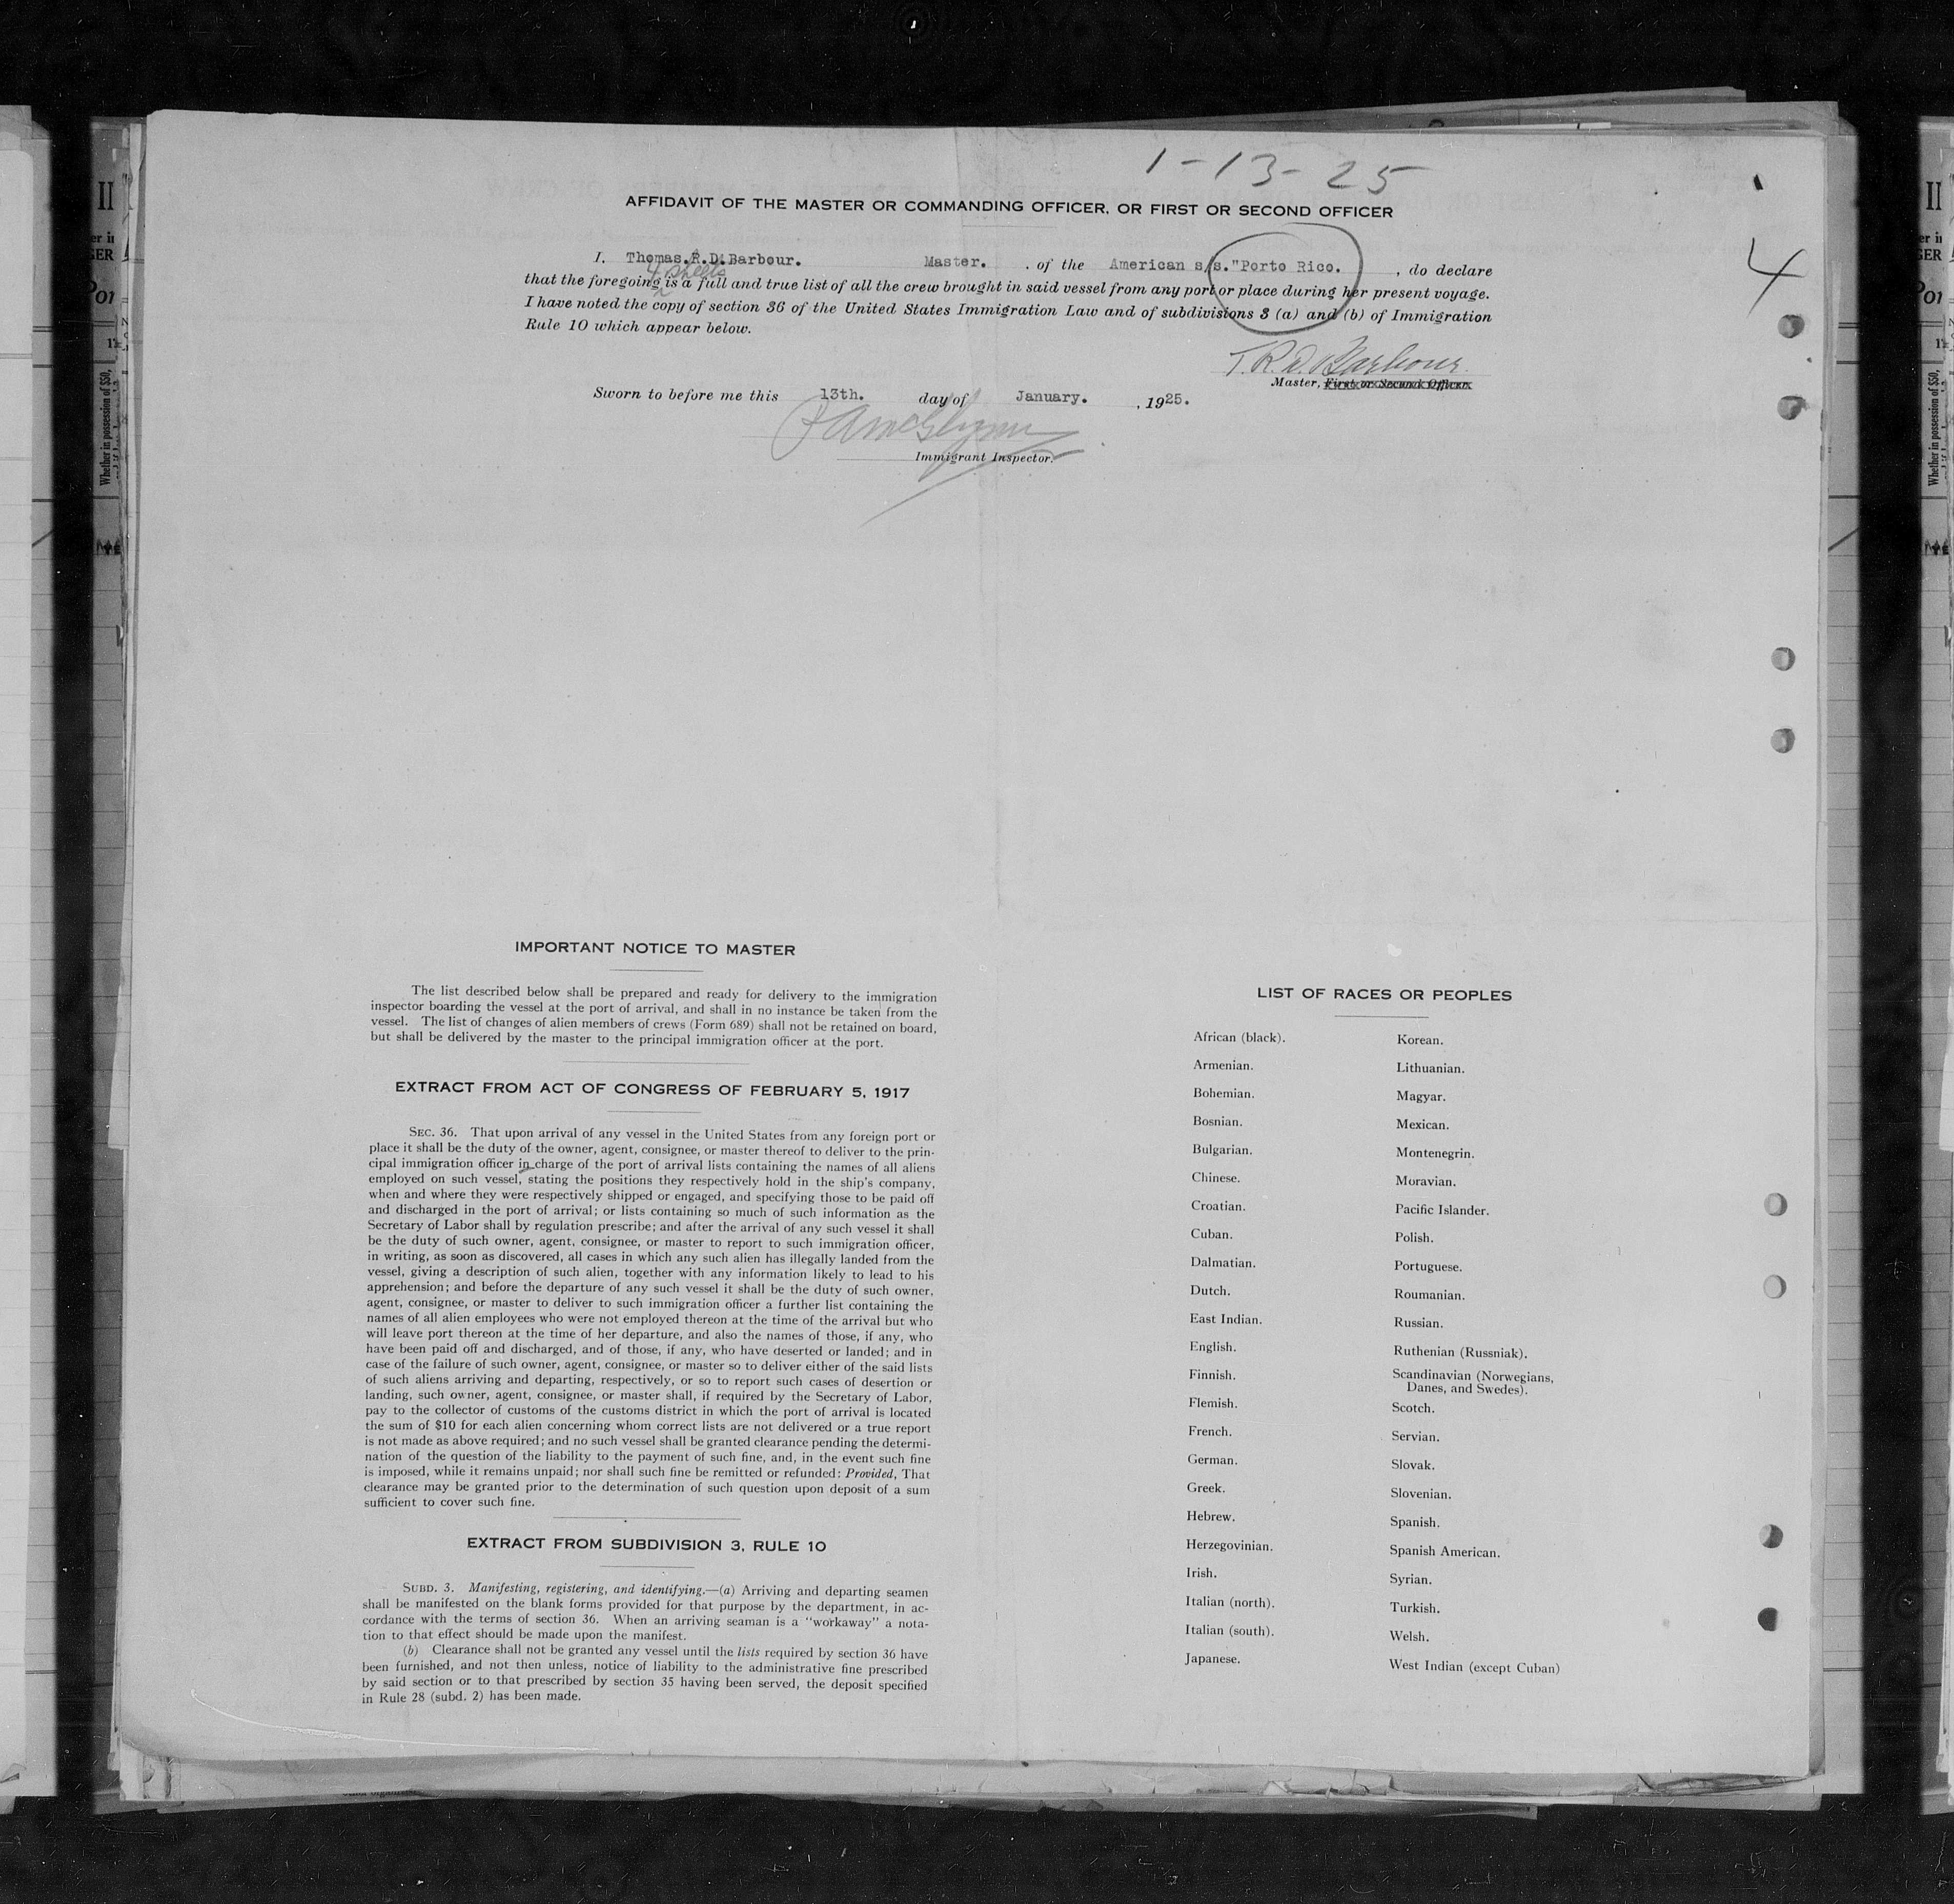 1-13-25
AFFIDAVIT OF THE MASTER OR COMMANDING OFFICER, OR FIRST OR SECOND OFFICER
4
I, Thomas.R.D.Barbour. Master. , of the American s/s."Porto Rico. , do declare
4 sheets
that the foregoing is a full and true list of all the crew brought in said vessel from any port or place during her present voyage.
I have noted the copy of section 36 of the United States Immigration Law and of subdivisions 3 (a) and (b) of Immigration
Rule 10 which appear below.
T. R. D. Barbour.
Master, First or Second Officer.
Sworn to before me this 13th. day of January. , 1925.
Immigrant Inspector.
IMPORTANT NOTICE TO MASTER
The list described below shall be prepared and ready for delivery to the immigration
inspector boarding the vessel at the port of arrival, and shall in no instance be taken from the
vessel. The list of changes of alien members of crews (Form 689) shall not be retained on board,
but shall be delivered by the master to the principal immigration officer at the port.
EXTRACT FROM ACT OF CONGRESS OF FEBRUARY 5, 1917
SEC. 36. That upon arrival of any vessel in the United States from any foreign port or
place it shall be the duty of the owner, agent, consignee, or master thereof to deliver to the prin-
cipal immigration officer in charge of the port of arrival lists containing the names of all aliens
employed on such vessel, stating the positions they respectively hold in the ship's company,
when and where they were respectively shipped or engaged, and specifying those to be paid off
and discharged in the port of arrival; or lists containing so much of such information as the
Secretary of Labor shall by regulation prescribe; and after the arrival of any such vessel it shall
be the duty of such owner, agent, consignee, or master to report to such immigration officer,
in writing, as soon as discovered, all cases in which any such alien has illegally landed from the
vessel, giving a description of such alien, together with any information likely to lead to his
apprehension; and before the departure of any such vessel it shall be the duty of such owner,
agent, consignee, or master to deliver to such immigration officer a further list containing the
names of all alien employees who were not employed thereon at the time of the arrival but who
will leave port thereon at the time of her departure, and also the names of those, if any, who
have been paid off and discharged, and of those, if any, who have deserted or landed; and in
case of the failure of such owner, agent, consignee, or master so to deliver either of the said lists
of such aliens arriving and departing, respectively, or so to report such cases of desertion or
landing, such owner, agent, consignee, or master shall, if required by the Secretary of Labor,
pay to the collector of customs of the customs district in which the port of arrival is located
the sum of $10 for each alien concerning whom correct lists are not delivered or a true report
is not made as above required; and no such vessel shall be granted clearance pending the determi-
nation of the question of the liability to the payment of such fine, and, in the event such fine
is imposed, while it remains unpaid; nor shall such fine be remitted or refunded: Provided, That
clearance may be granted prior to the determination of such question upon deposit of a sum
sufficient to cover such fine.
EXTRACT FROM SUBDIVISION 3, RULE 10
SUBD. 3. Manifesting, registering, and identifying.—(a) Arriving and departing seamen
shall be manifested on the blank forms provided for that purpose by the department, in ac-
cordance with the terms of section 36. When an arriving seaman is a "workaway" a nota-
tion to that effect should be made upon the manifest.
(b) Clearance shall not be granted any vessel until the lists required by section 36 have
been furnished, and not then unless, notice of liability to the administrative fine prescribed
by said section or to that prescribed by section 35 having been served, the deposit specified
in Rule 28 (subd. 2) has been made.
LIST OF RACES OR PEOPLES
African (black).
Armenian.
Bohemian.
Bosnian.
Bulgarian.
Chinese.
Croatian.
Cuban.
Dalmatian.
Dutch.
East Indian.
English.
Finnish.
Flemish.
French.
German.
Greek.
Hebrew.
Herzegovinian.
Irish.
Italian (north).
Italian (south).
Japanese.
Korean.
Lithuanian.
Magyar.
Mexican.
Montenegrin.
Moravian.
Pacific Islander.
Polish.
Portuguese.
Roumanian.
Russian.
Ruthenian (Russniak).
Scandinavian (Norwegians,
Danes, and Swedes).
Scotch.
Servian.
Slovak.
Slovenian.
Spanish.
Spanish American.
Syrian.
Turkish.
Welsh.
West Indian (except Cuban)
Whether in possession of $50,
Whether in possession of $50,